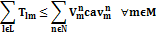 ∑_{l∈L} T_{lm} ≤ ∑_{n∈N} V_m^n cav_m^n ∀m∈M